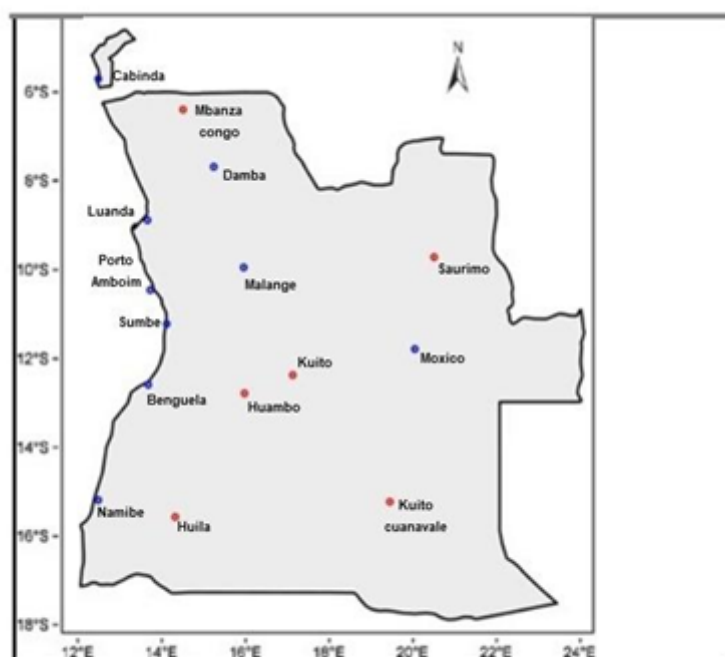 N
Cabinda
6°S
Mbanza
congo
Damba
8°S
Luanda
Porto
Amboim
10°S
Malange
Saurimo
Sumbe
Moxico
12°S
Kuito
Benguela
Huambo
14°S
Namibe
Huila
Kuito
cuanavale
16°S
18°S
12°E
14°E
16°E
18°E
20°E
22°E
24°E